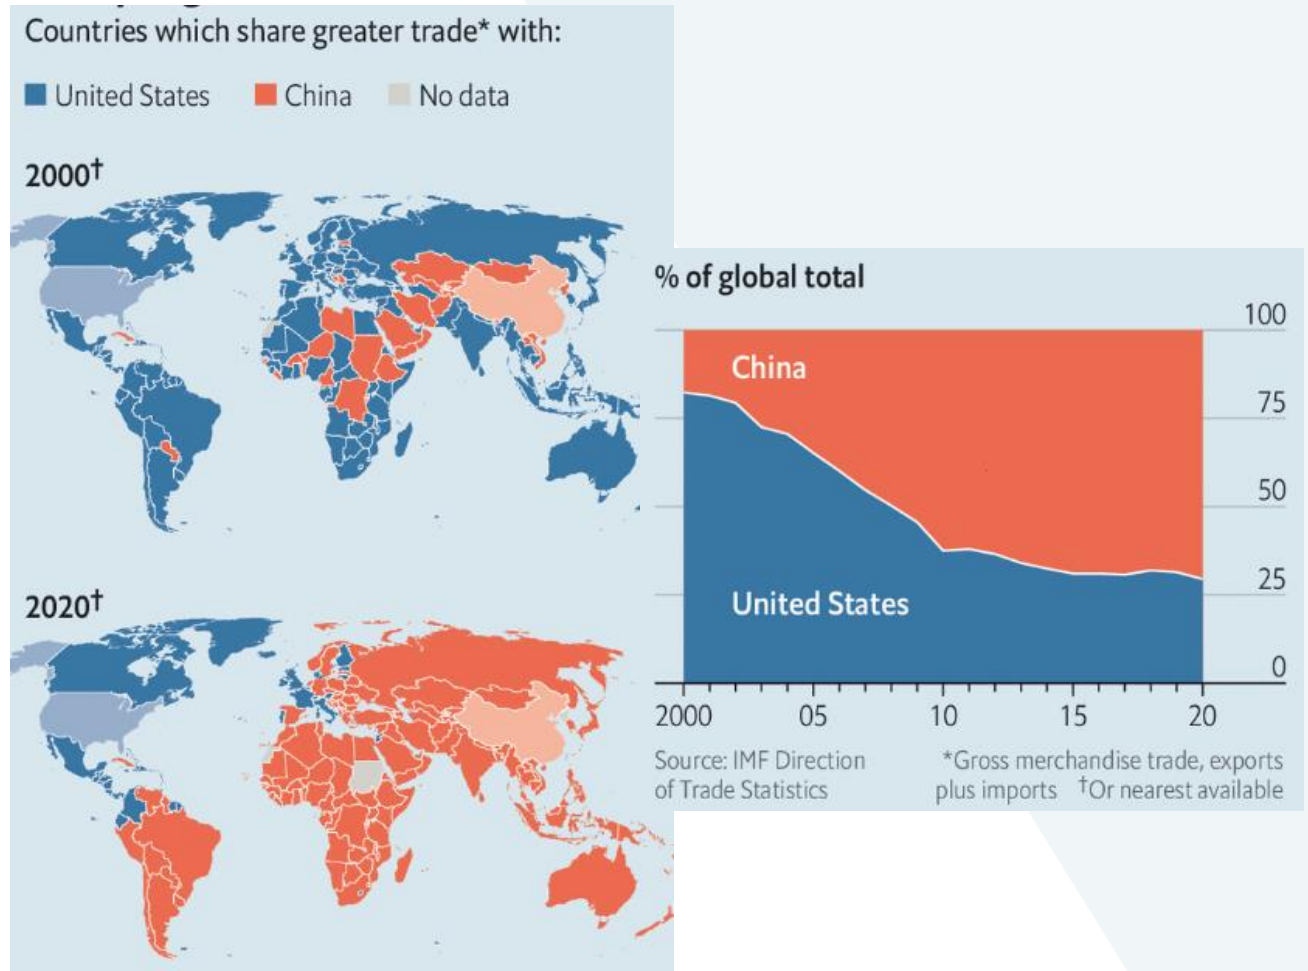 Countries which share greater trade* with:
United States China No data
2000†
2020†
% of global total
100
China
75
50
25
United States
0
2000 05 10 15 20
Source: IMF Direction
of Trade Statistics
*Gross merchandise trade, exports
plus imports †Or nearest available